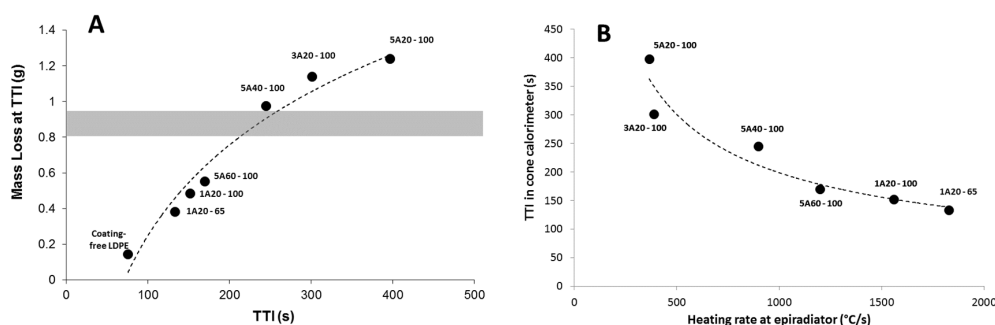 A
Mass Loss at TTI (g)
1.4
1.2
1
0.8
0.6
0.4
0.2
0
5A20 - 100
3A20 - 100
5A40 - 100
5A60 - 100
1A20 - 100
1A20 - 65
Coating-
free LDPE
0 100 200 300 400 500
TTI (s)
B
TTI in cone calorimeter (s)
450
400
350
300
250
200
150
100
50
0
5A20 - 100
3A20 - 100
5A40 - 100
5A60 - 100
1A20 - 100
1A20 - 65
0 500 1000 1500 2000
Heating rate at epiradiator (°C/s)